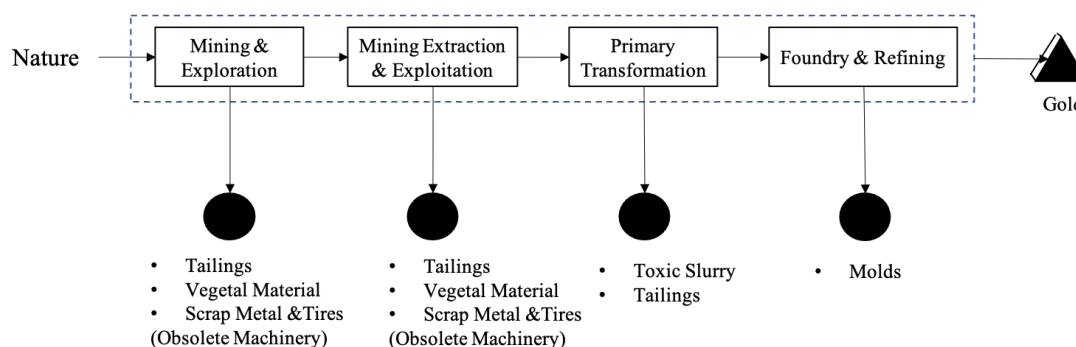 Nature
Mining &
Exploration
Mining Extraction
& Exploitation
Primary
Transformation
Foundry & Refining
Gold
• Tailings
• Vegetal Material
• Scrap Metal &Tires
(Obsolete Machinery)
• Tailings
• Vegetal Material
• Scrap Metal &Tires
(Obsolete Machinery)
• Toxic Slurry
• Tailings
• Molds